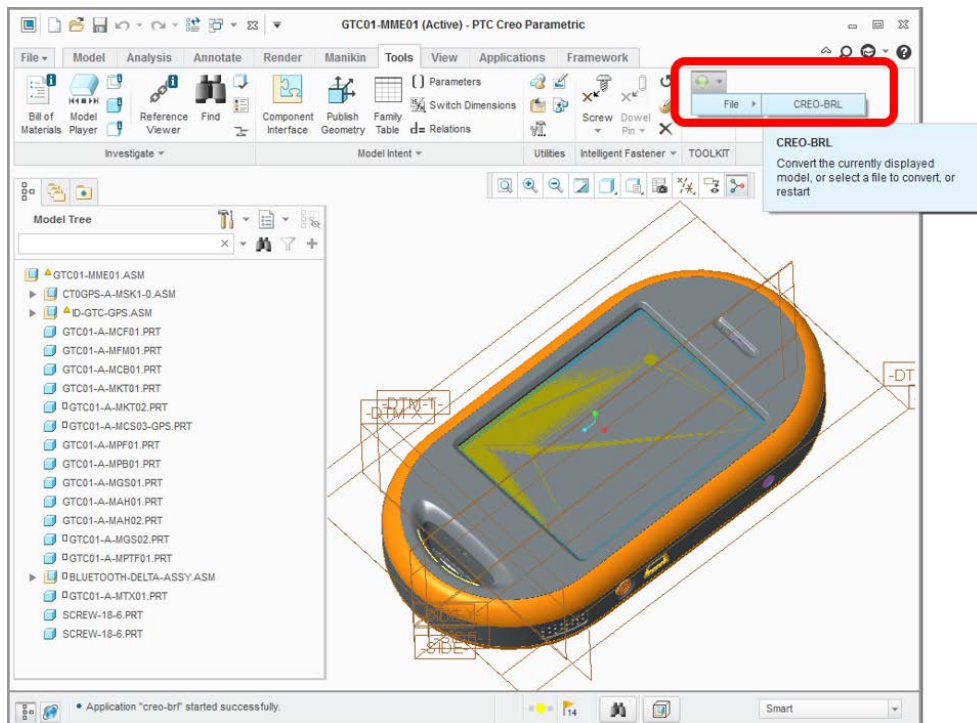 GTC01-MME01 (Active) - PTC Creo Parametric
File Model Analysis Annotate Render Manikin Tools View Applications Framework
Bill of Materials
Model Player
Reference Viewer
Find
Component Interface
Publish Geometry
Family Table
Parameters
Switch Dimensions
d= Relations
Screw
Dowel Pin
File CREO-BRL
Investigate Model Intent Utilities Intelligent Fastener TOOLKIT
CREO-BRL
Convert the currently displayed
model, or select a file to convert, or
restart
Model Tree
GTC01-MME01.ASM
CT0GPS-A-MSK1-0.ASM
ID-GTC-GPS.ASM
GTC01-A-MCF01.PRT
GTC01-A-MFM01.PRT
GTC01-A-MCB01.PRT
GTC01-A-MKT01.PRT
GTC01-A-MKT02.PRT
GTC01-A-MCS03-GPS.PRT
GTC01-A-MPF01.PRT
GTC01-A-MPB01.PRT
GTC01-A-MGS01.PRT
GTC01-A-MAH01.PRT
GTC01-A-MAH02.PRT
GTC01-A-MGS02.PRT
GTC01-A-MPTF01.PRT
BLUETOOTH-DELTA-ASSY.ASM
GTC01-A-MTX01.PRT
SCREW-18-6.PRT
SCREW-18-6.PRT
-DT
-DTM-T-
-DTM-X
-SIDE-
• Application "creo-brl" started successfully.
14
Smart